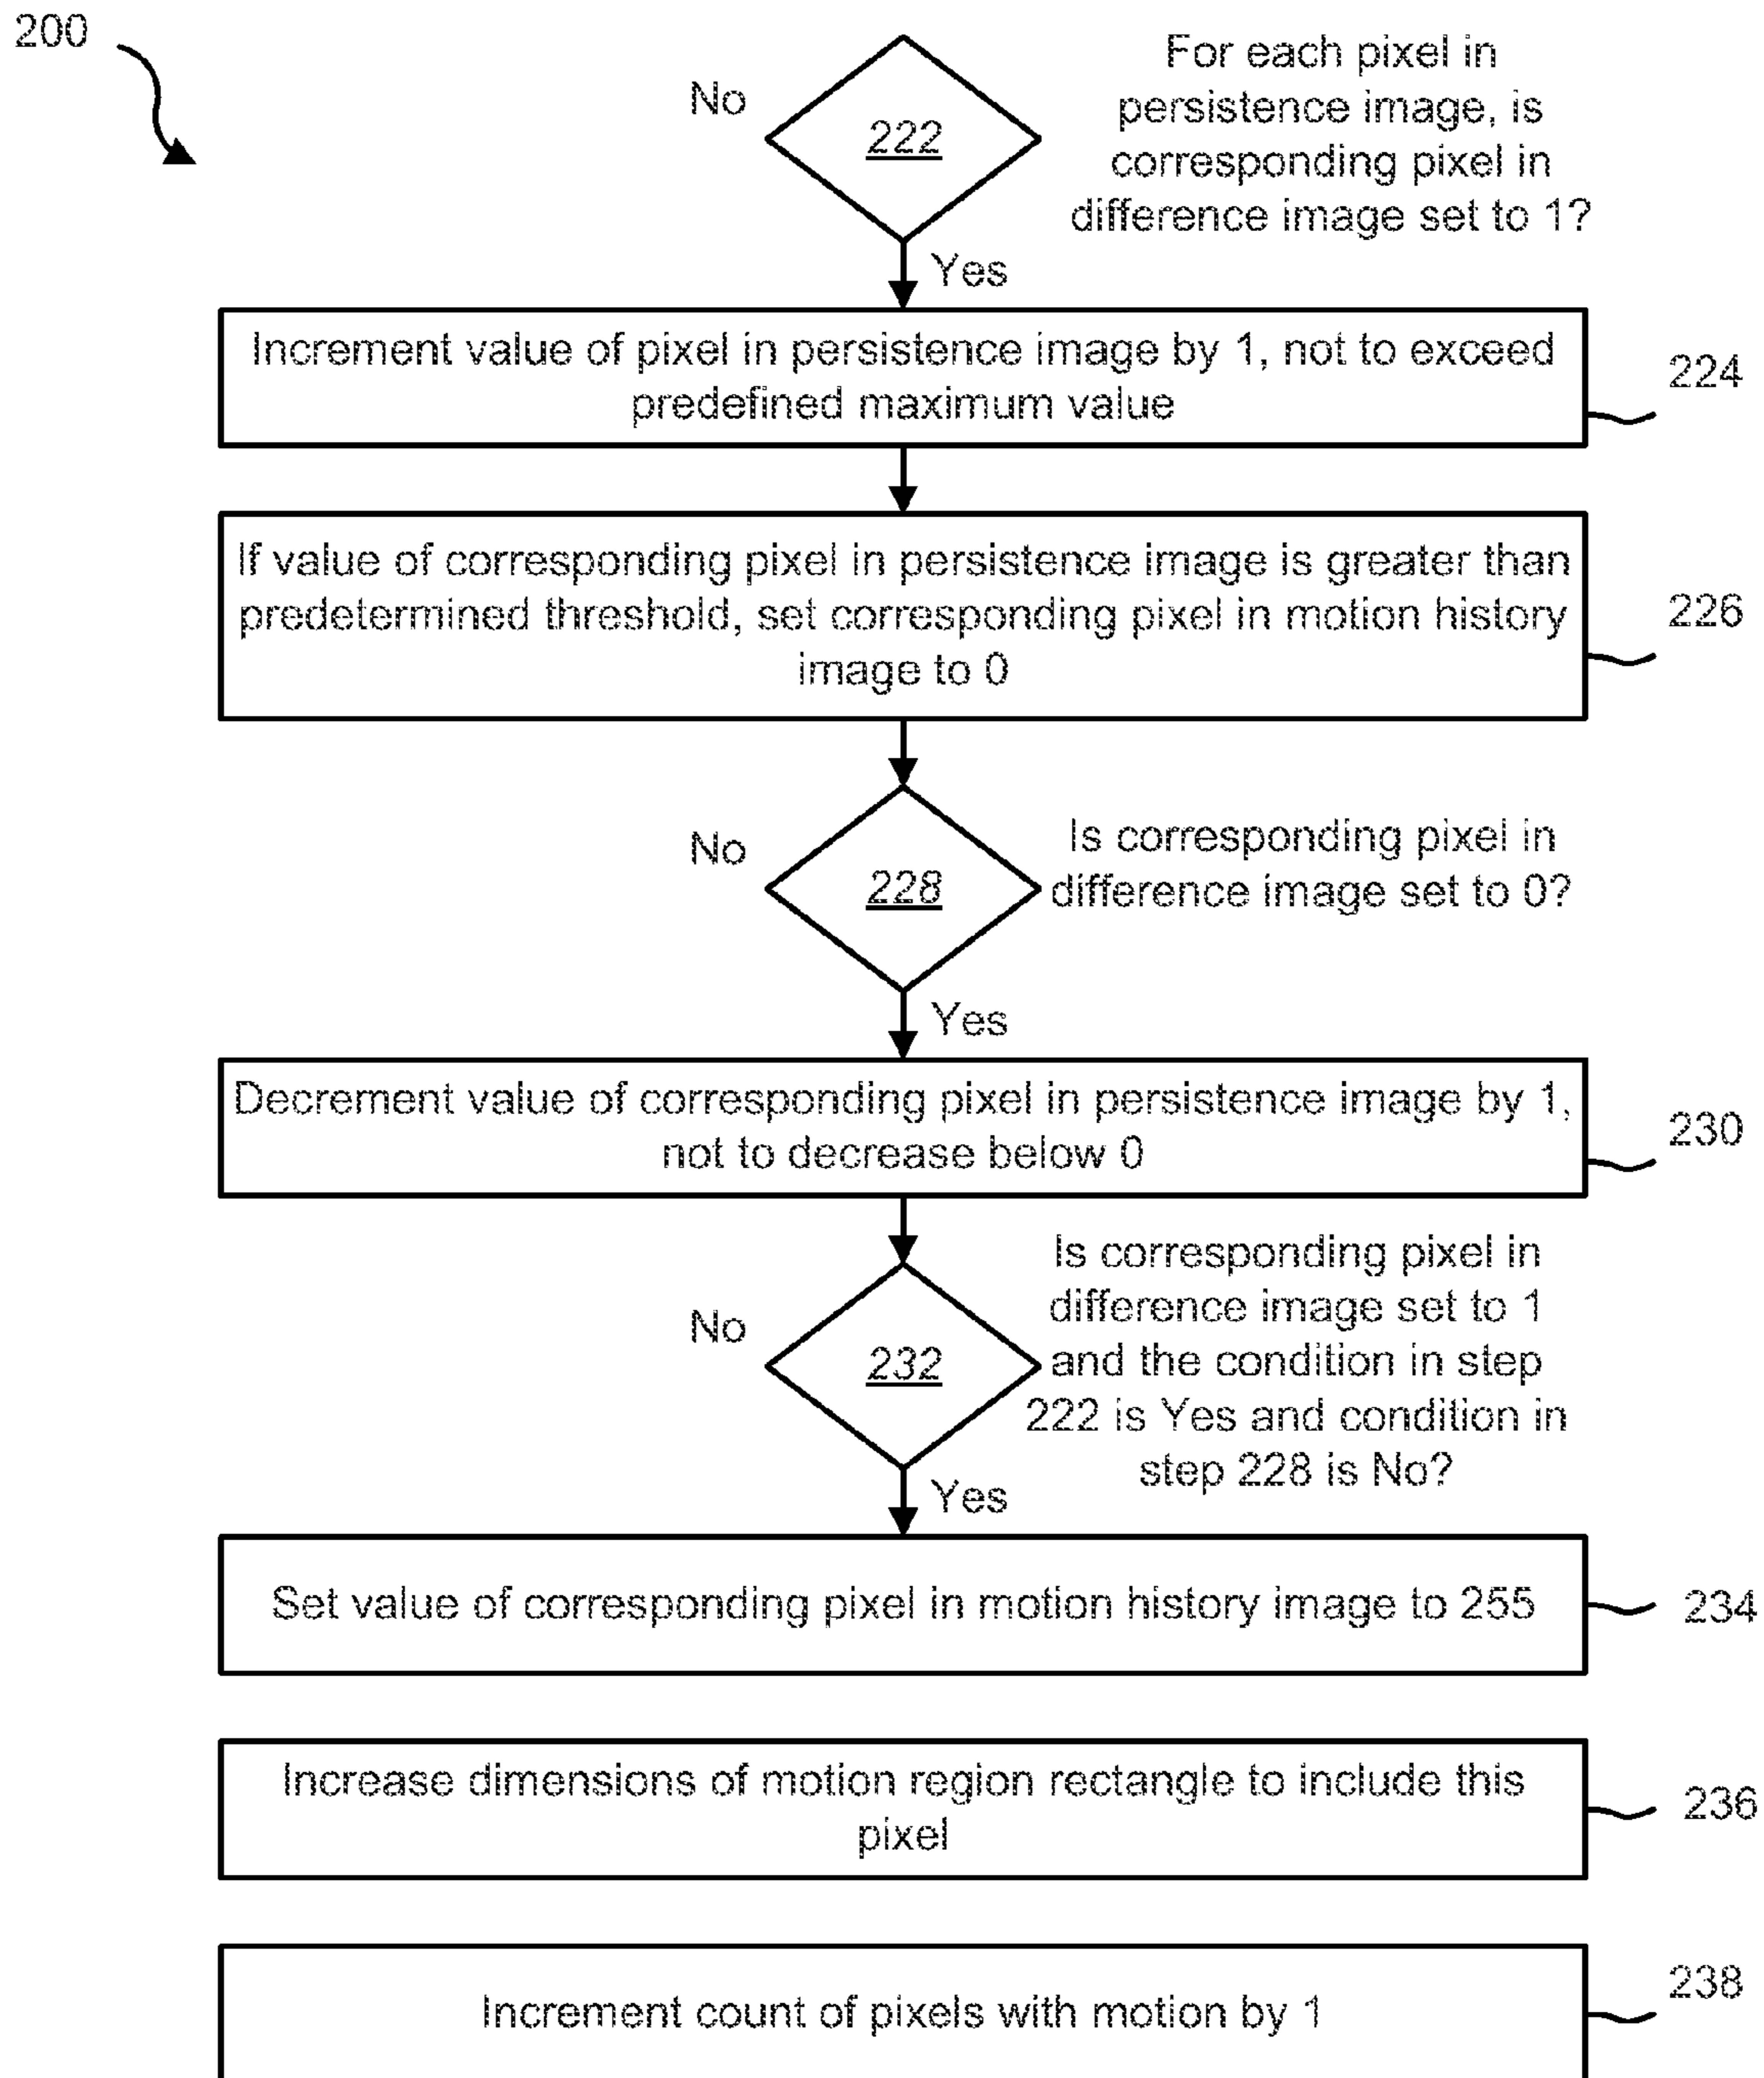 200
No
222
For each pixel in
persistence image, is
corresponding pixel in
difference image set to 1?
Yes
Increment value of pixel in persistence image by 1, not to exceed
predefined maximum value
224
If value of corresponding pixel in persistence image is greater than
predetermined threshold, set corresponding pixel in motion history
image to 0
226
No
228
Is corresponding pixel in
difference image set to 0?
Yes
Decrement value of corresponding pixel in persistence image by 1,
not to decrease below 0
230
No
232
Is corresponding pixel in
difference image set to 1
and the condition in step
222 is Yes and condition in
step 228 is No?
Yes
Set value of corresponding pixel in motion history image to 255
234
Increase dimensions of motion region rectangle to include this
pixel
236
Increment count of pixels with motion by 1
238